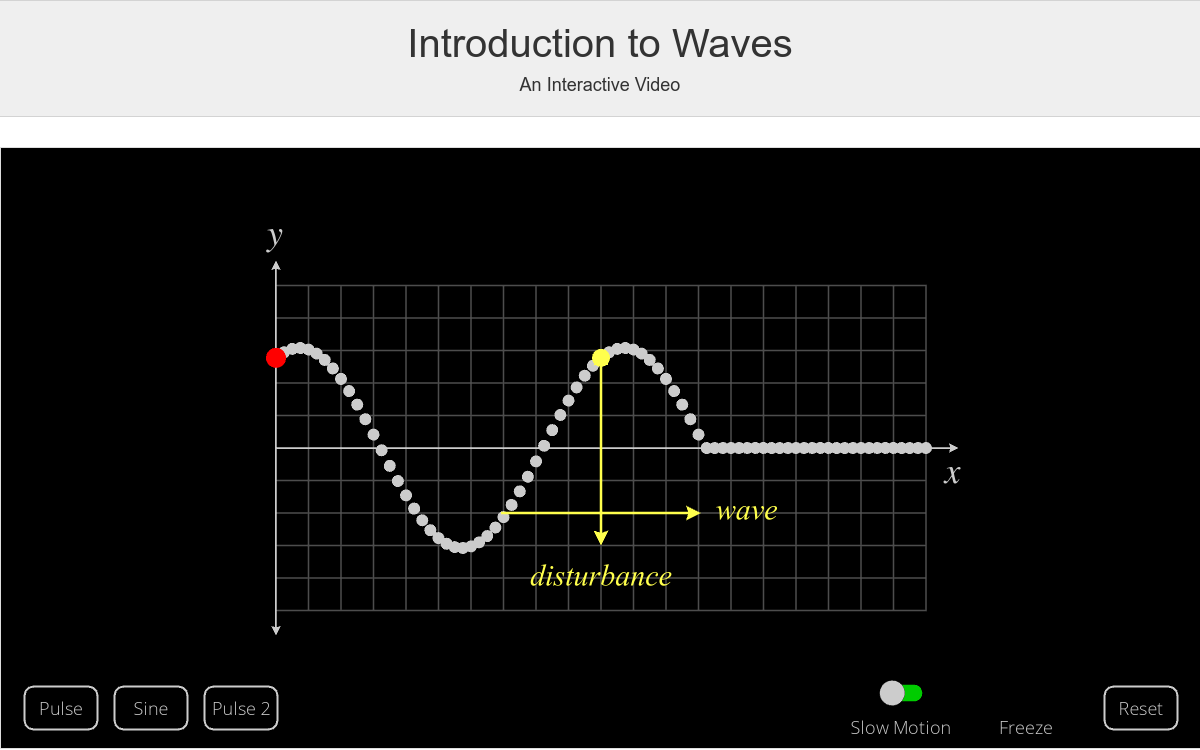 Introduction to Waves
An Interactive Video
y
x
wave
disturbance
Pulse
Sine
Pulse 2
Slow Motion
Freeze
Reset